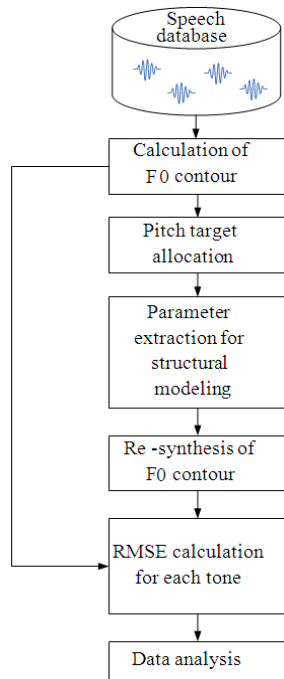 Speech
database
Calculation of
F0 contour
Pitch target
allocation
Parameter
extraction for
structural
modeling
Re -synthesis of
F0 contour
RMSE calculation
for each tone
Data analysis